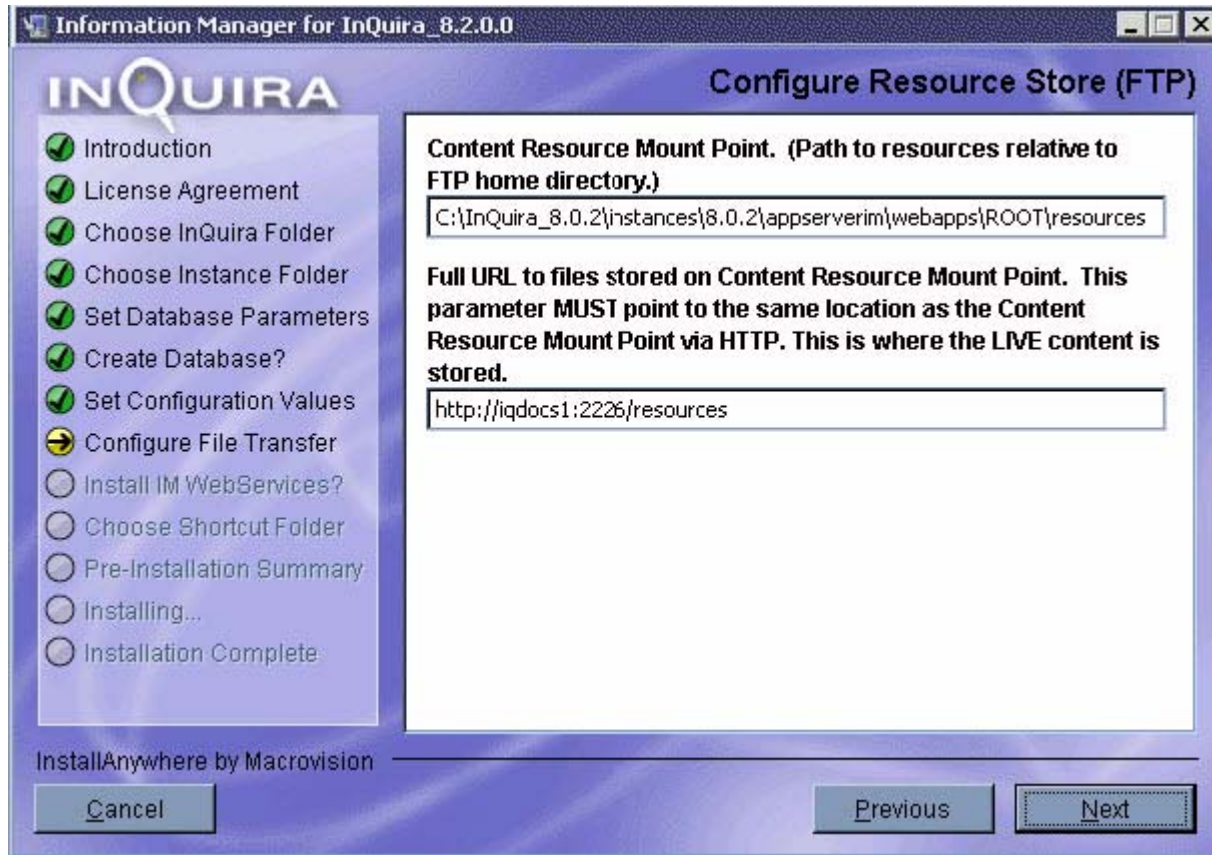 Information Manager for InQuira_8.2.0.0
INQUIRA
Configure Resource Store (FTP)
Introduction
License Agreement
Choose InQuira Folder
Choose Instance Folder
Set Database Parameters
Create Database?
Set Configuration Values
Configure File Transfer
Install IM WebServices?
Choose Shortcut Folder
Pre-Installation Summary
Installing...
Installation Complete
Content Resource Mount Point. (Path to resources relative to
FTP home directory.)
C:\InQuira_8.0.2\instances\8.0.2\appserverim\webapps\ROOT\resources
Full URL to files stored on Content Resource Mount Point. This
parameter MUST point to the same location as the Content
Resource Mount Point via HTTP. This is where the LIVE content is
stored.
http://iqdocs1:2226/resources
InstallAnywhere by Macrovision
Cancel
Previous
Next